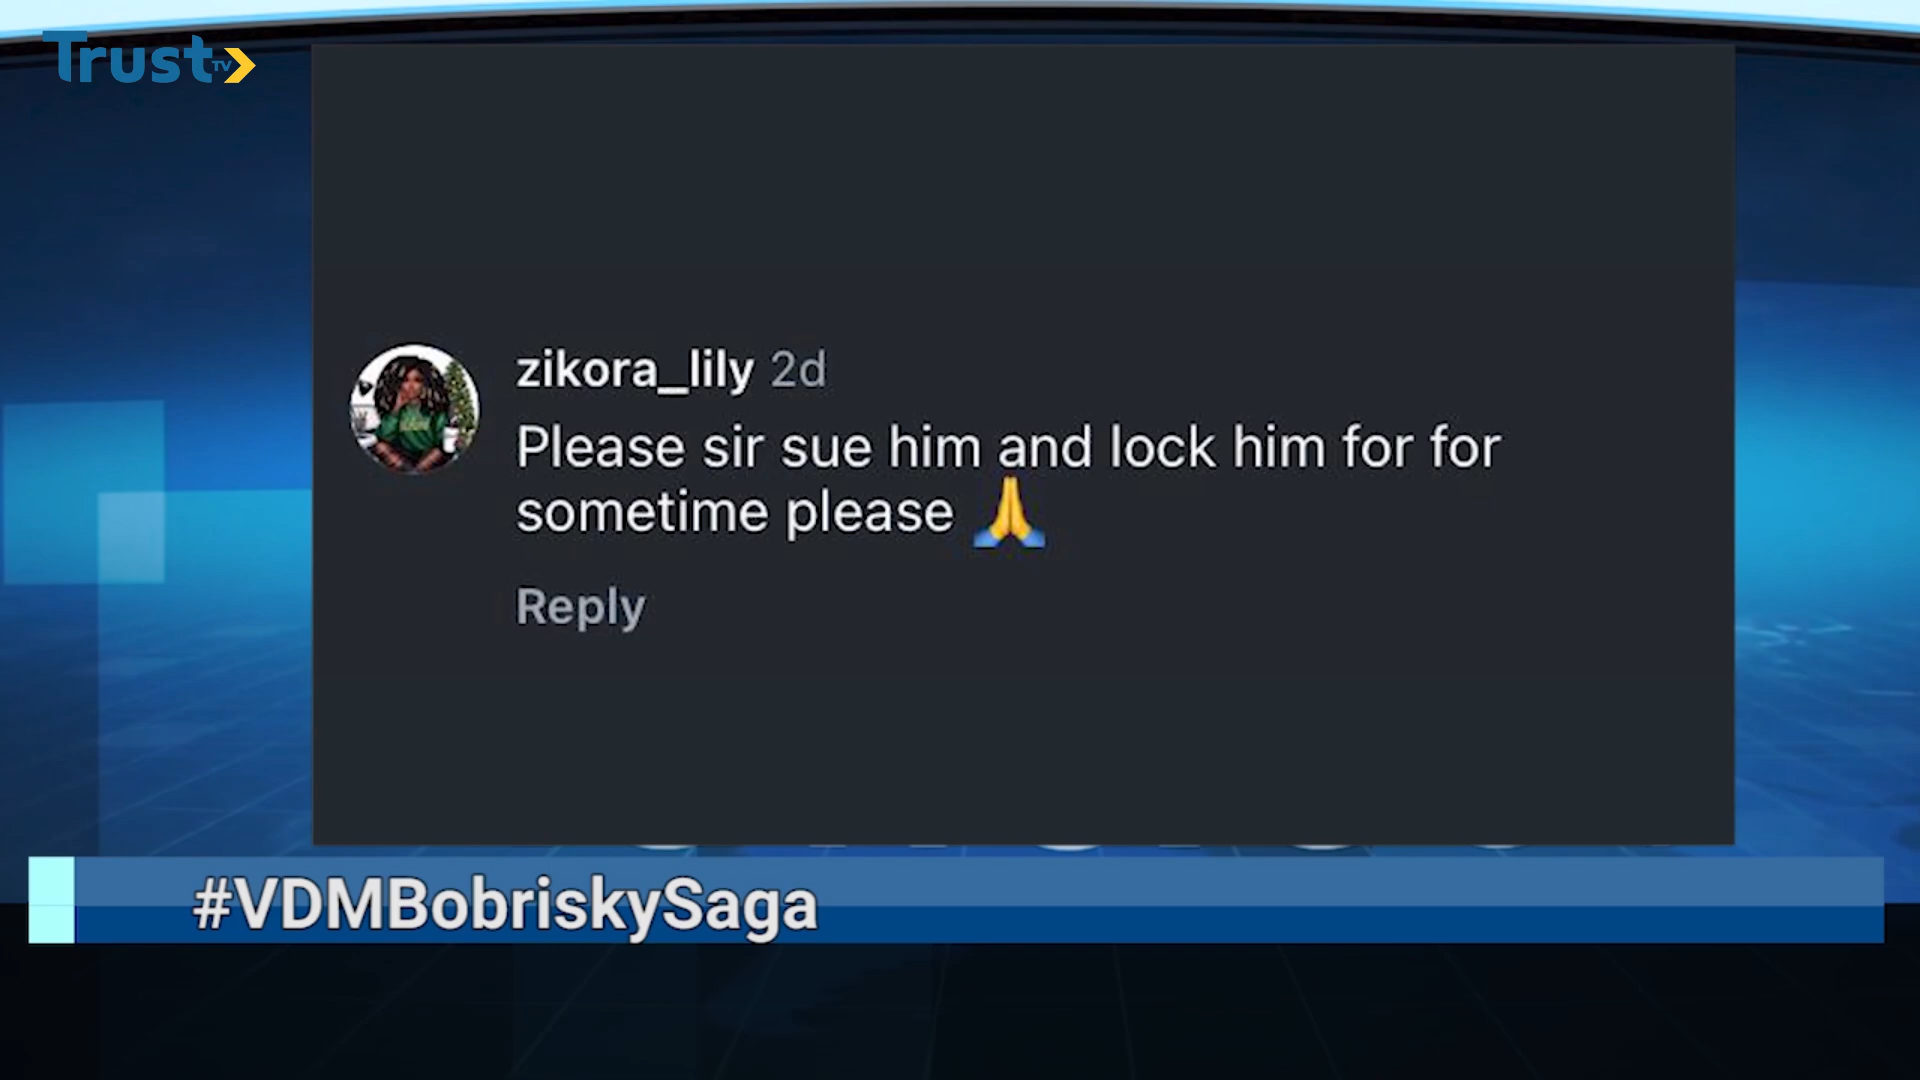 Trust TV
zikora_lily 2d
Please sir sue him and lock him for for
sometime please 🙏
Reply
#VDMBobriskySaga